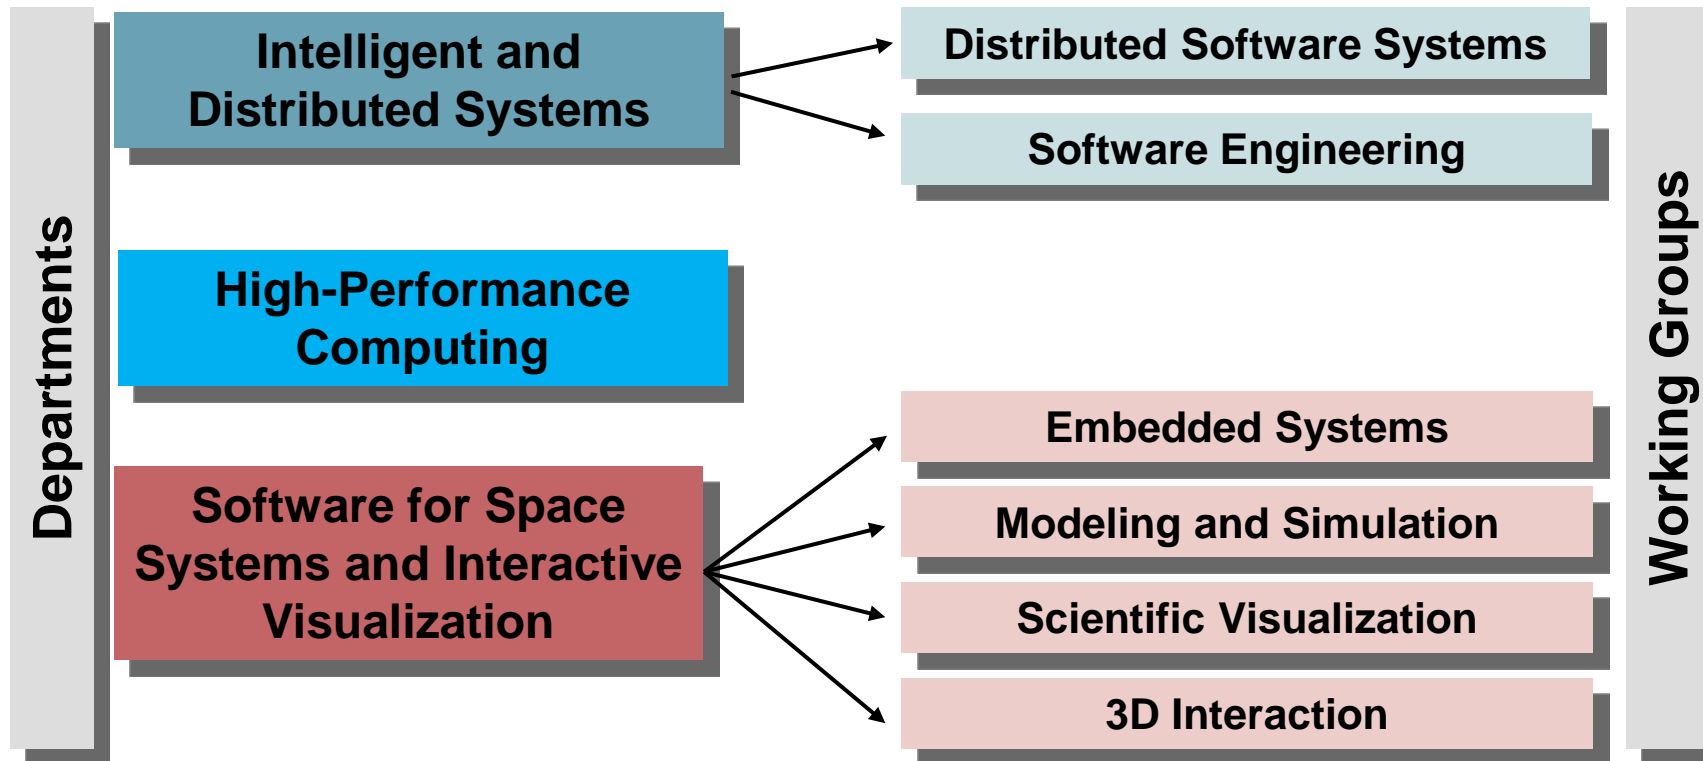 Departments
Intelligent and
Distributed Systems
High-Performance
Computing
Software for Space
Systems and Interactive
Visualization
Distributed Software Systems
Software Engineering
Embedded Systems
Modeling and Simulation
Scientific Visualization
3D Interaction
Working Groups